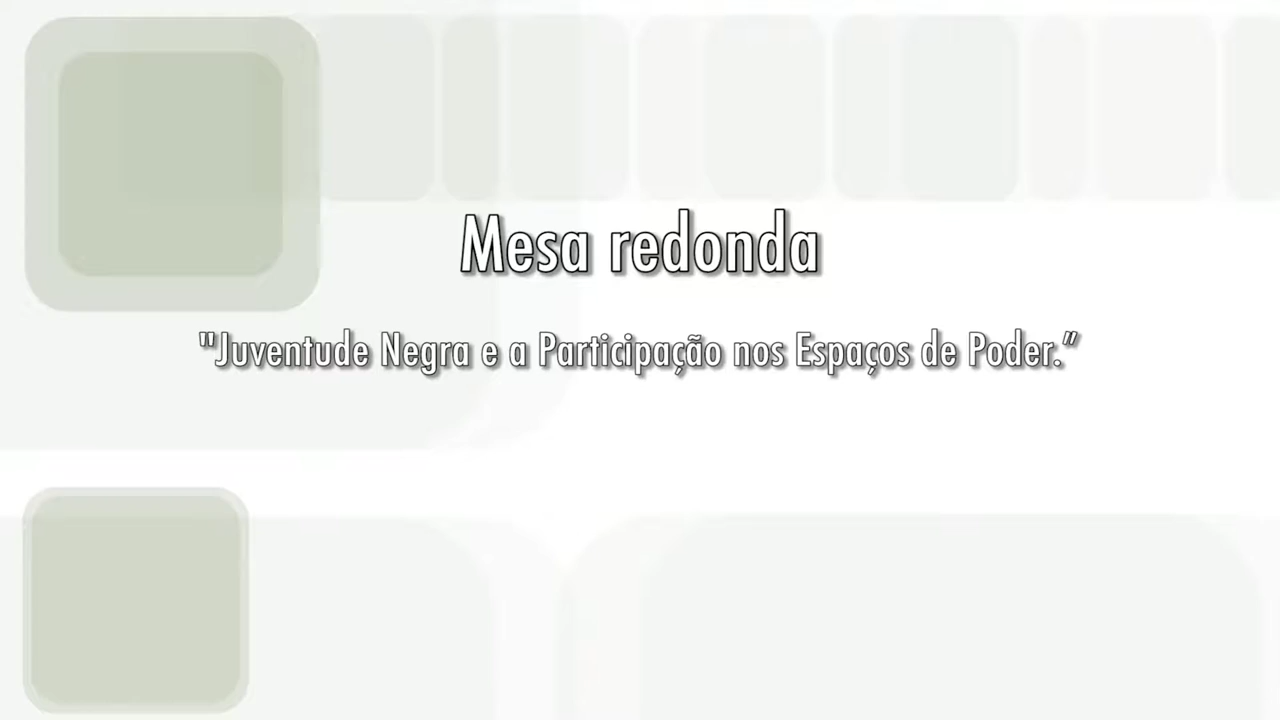 Mesa redonda
"Juventude Negra e a Participação nos Espaços de Poder.”